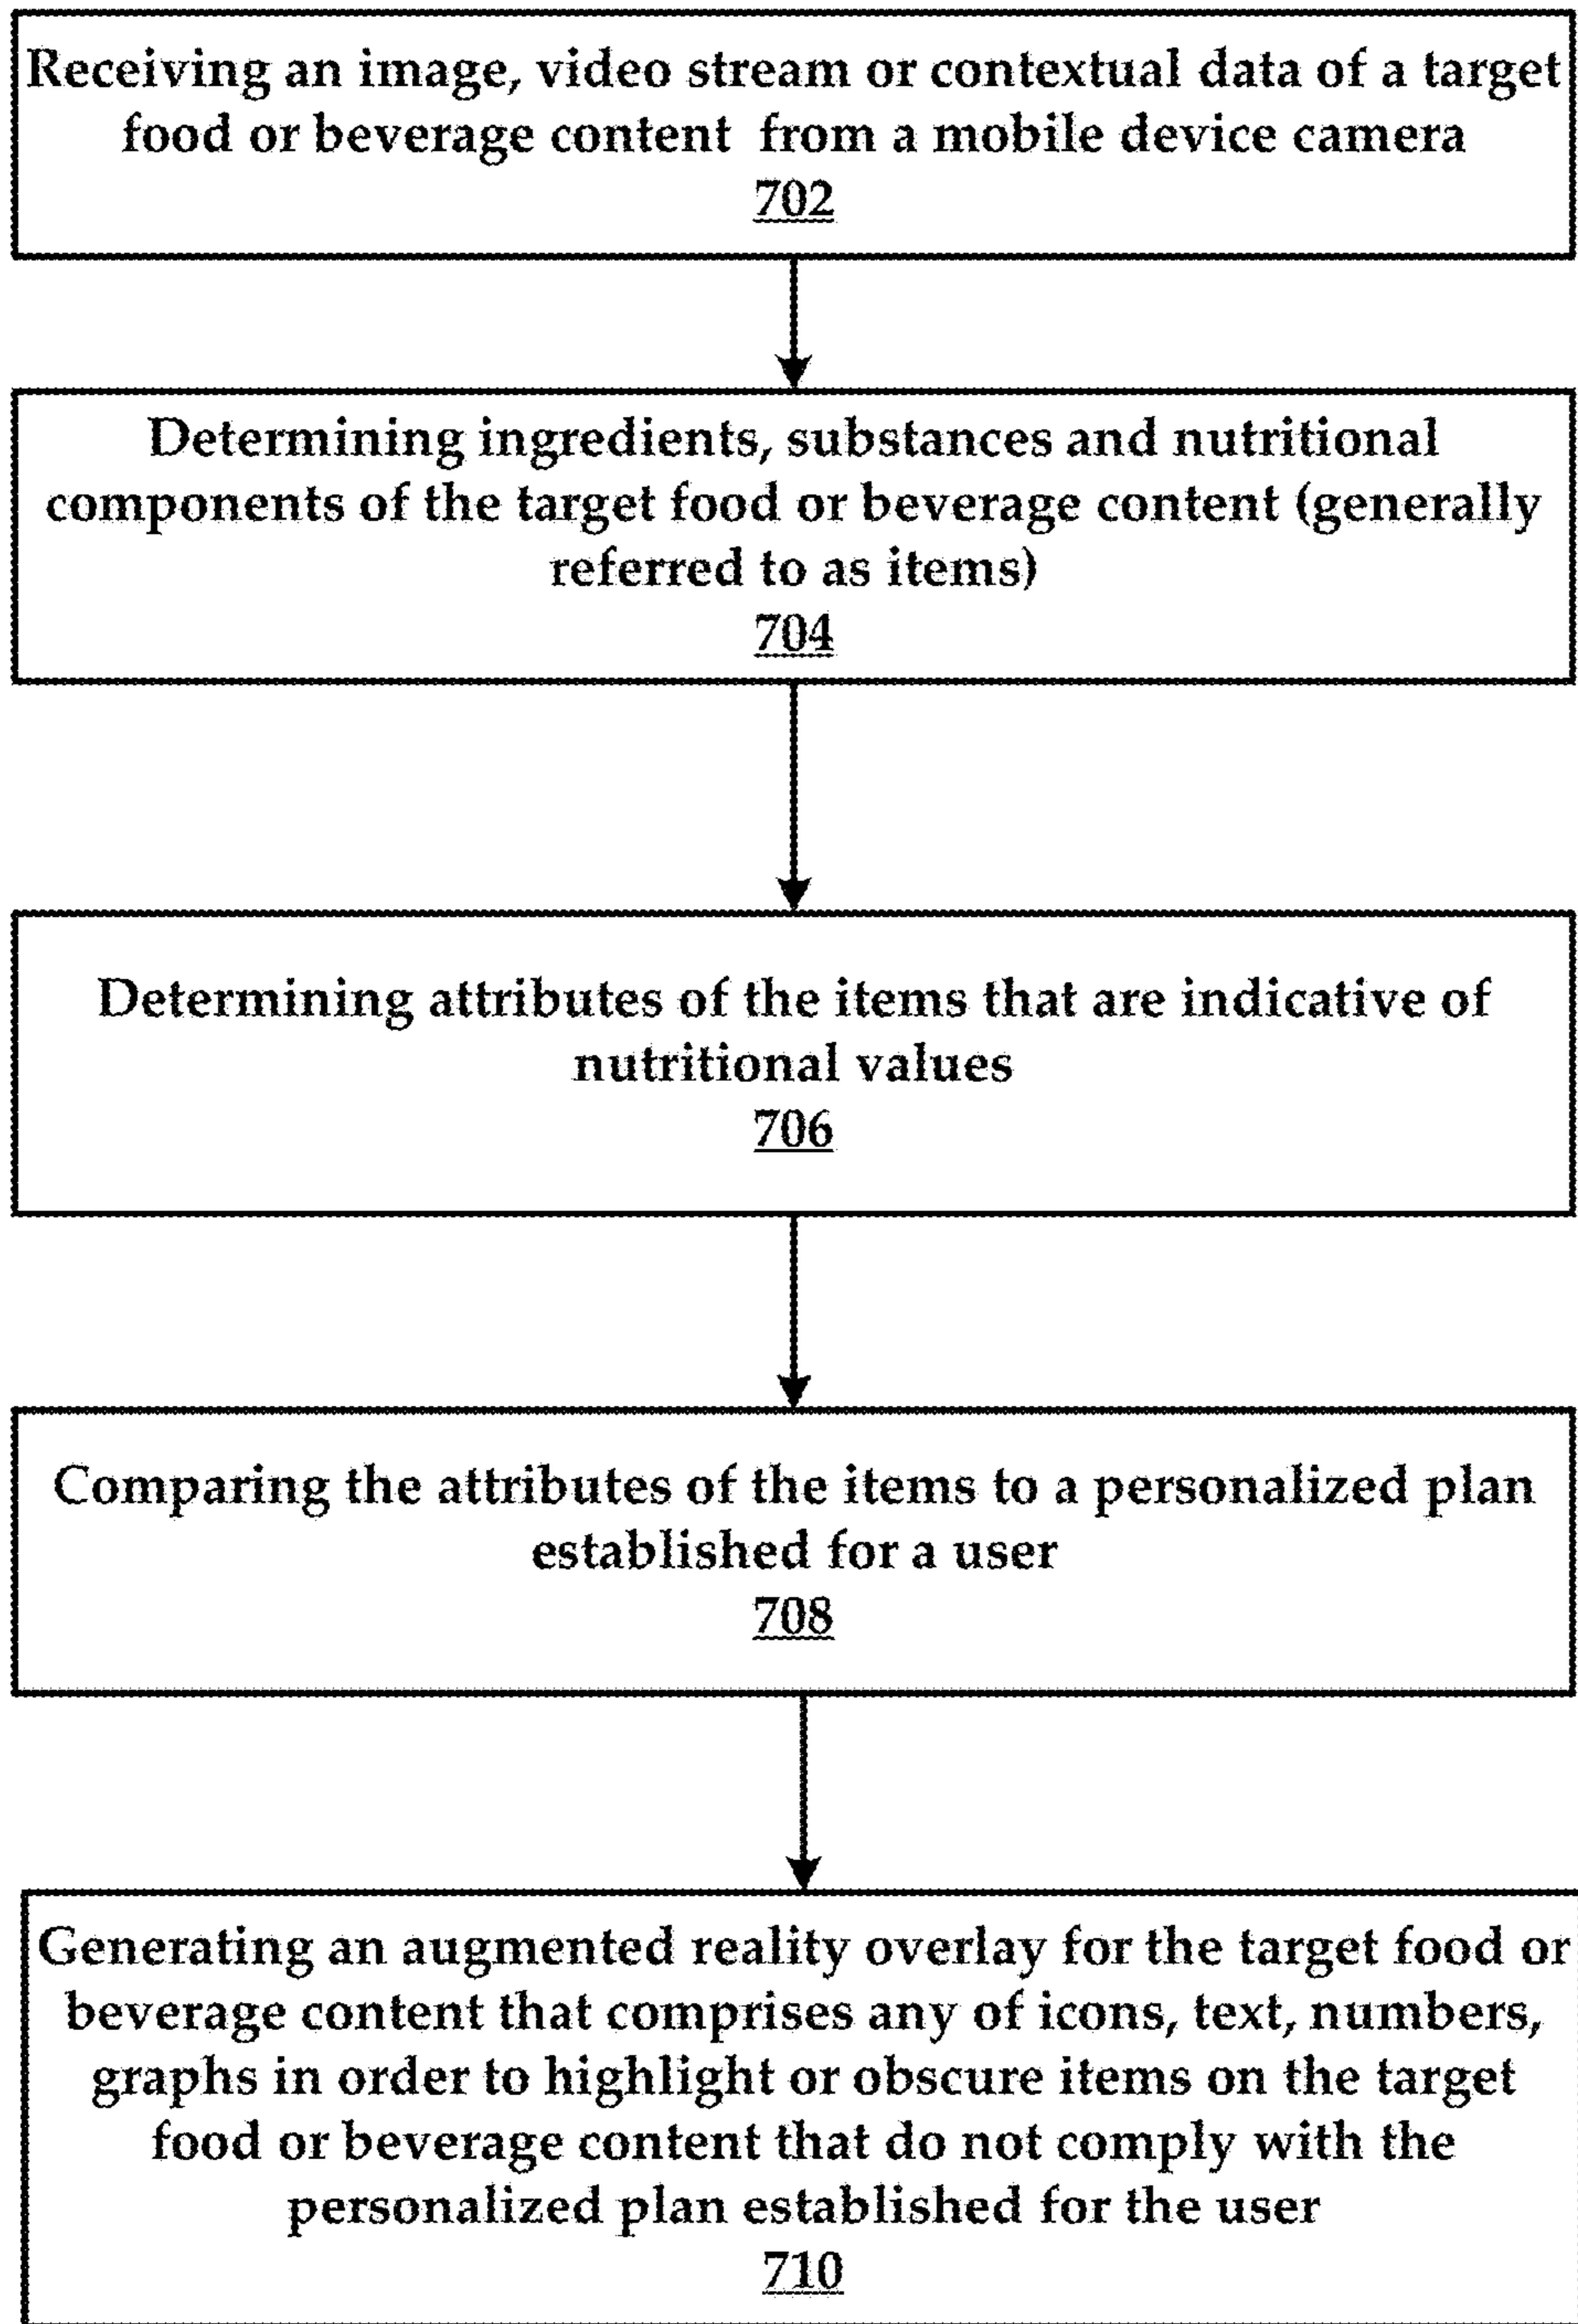 Receiving an image, video stream or contextual data of a target
food or beverage content from a mobile device camera
702
Determining ingredients, substances and nutritional
components of the target food or beverage content (generally
referred to as items)
704
Determining attributes of the items that are indicative of
nutritional values
706
Comparing the attributes of the items to a personalized plan
established for a user
708
Generating an augmented reality overlay for the target food or
beverage content that comprises any of icons, text, numbers,
graphs in order to highlight or obscure items on the target
food or beverage content that do not comply with the
personalized plan established for the user
710